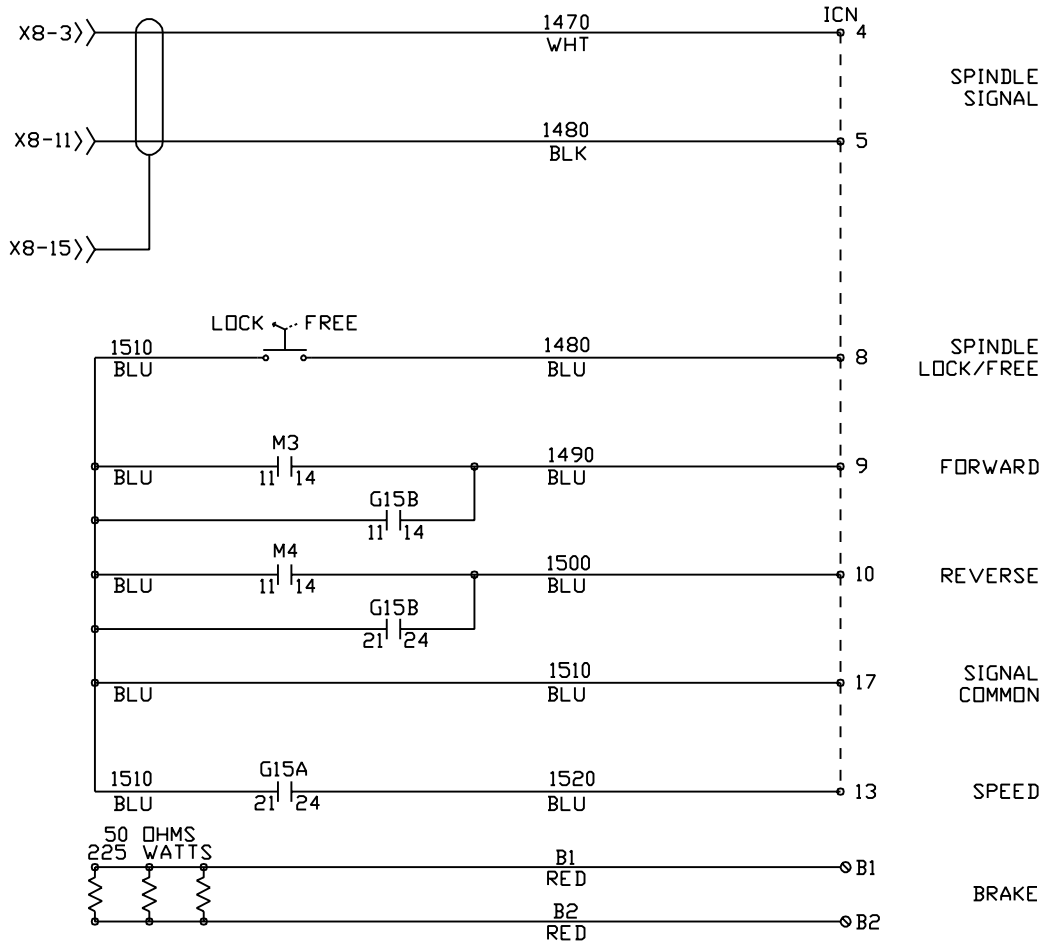 ICN
X8-3 1470 4
WHT
SPINDLE
SIGNAL
X8-11 1480 5
BLK
X8-15
LOCK FREE
1510 1480 8 SPINDLE
BLU BLU LOCK/FREE
M3
1490 9 FORWARD
BLU 11 14 BLU
G15B
11 14
M4
1500 10 REVERSE
BLU 11 14 BLU
G15B
21 24
1510 17 SIGNAL
BLU BLU COMMON
G15A
1510 1520 13 SPEED
BLU 21 24 BLU
50 OHMS
225 WATTS
B1 B1
RED
BRAKE
B2 B2
RED